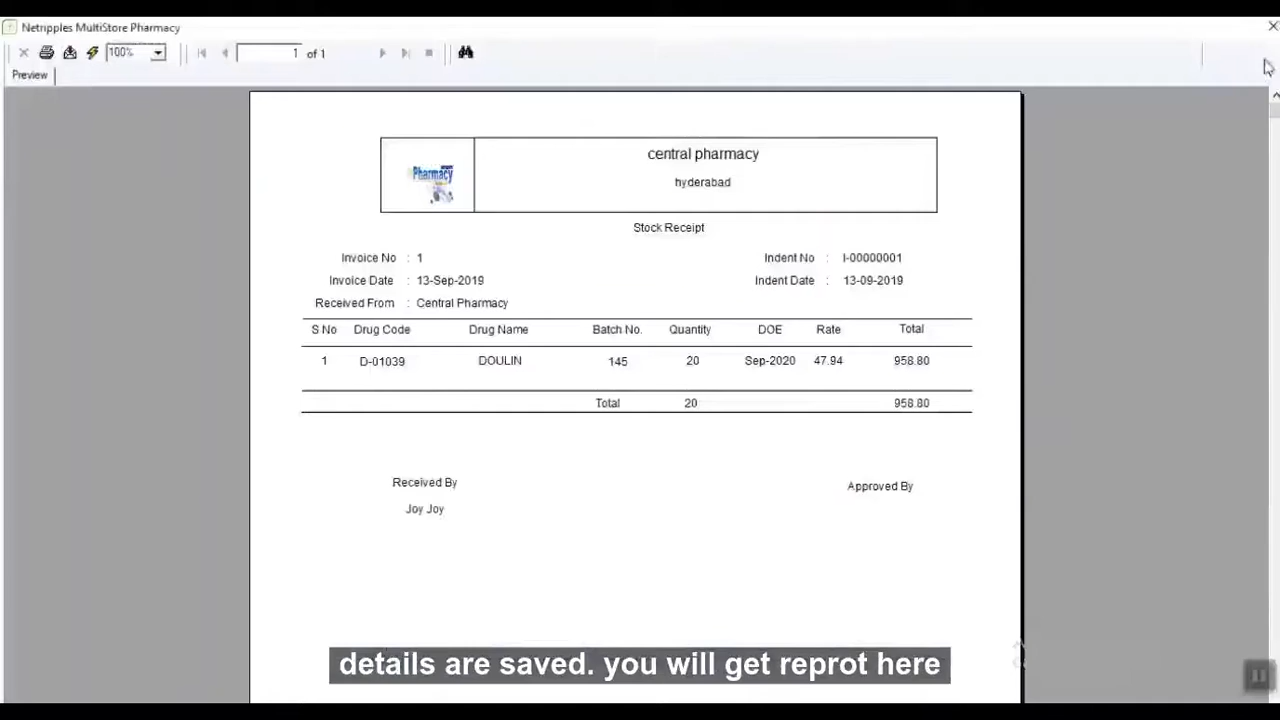 Netripples MultiStore Pharmacy
100% 1 of 1
Preview
Pharmacy
central pharmacy
hyderabad
Stock Receipt
Invoice No : 1 Indent No : I-00000001
Invoice Date : 13-Sep-2019 Indent Date : 13-09-2019
Received From : Central Pharmacy
S No Drug Code Drug Name Batch No. Quantity DOE Rate Total
1 D-01039 DOULIN 145 20 Sep-2020 47.94 958.80
Total 20 958.80
Received By Approved By
Joy Joy
details are saved. you will get reprot here